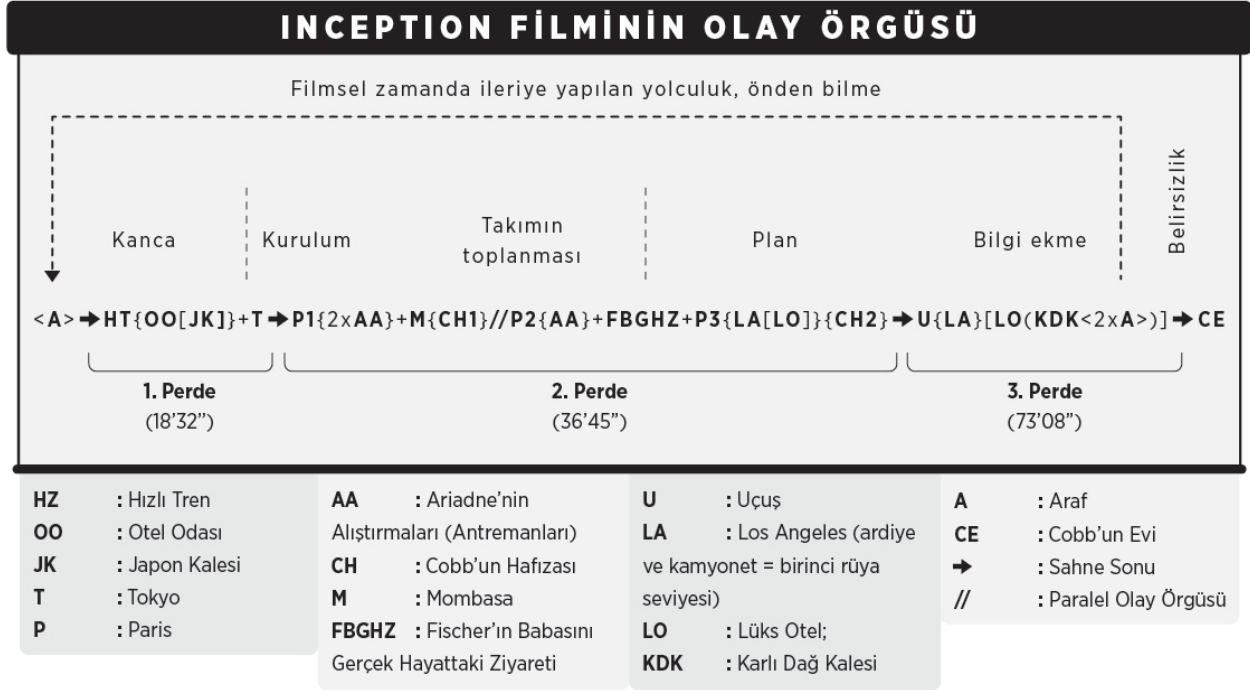 INCEPTION FİLMİNİN OLAY ÖRGÜSÜ
Filmsel zamanda ileriye yapılan yolculuk, önden bilme
Kanca
Kurulum
Takımın
toplanması
Plan
Bilgi ekme
Belirsizlik
<A>➔HT{OO[JK]}+T➔P1{2xAA}+M{CH1}//P2{AA}+FBGHZ+P3{LA[LO]}{CH2}➔U{LA}[LO(KDK<2xA>)]➔CE
1. Perde
(18’32”)
2. Perde
(36’45”)
3. Perde
(73’08”)
HZ : Hızlı Tren
OO : Otel Odası
JK : Japon Kalesi
T : Tokyo
P : Paris
AA : Ariadne’nin
Alıştırmaları (Antremanları)
CH : Cobb’un Hafızası
M : Mombasa
FBGHZ : Fischer’ın Babasını
Gerçek Hayattaki Ziyareti
U : Uçuş
LA : Los Angeles (ardiye
ve kamyonet = birinci rüya
seviyesi)
LO : Lüks Otel;
KDK : Karlı Dağ Kalesi
A : Araf
CE : Cobb’un Evi
➔ : Sahne Sonu
// : Paralel Olay Örgüsü